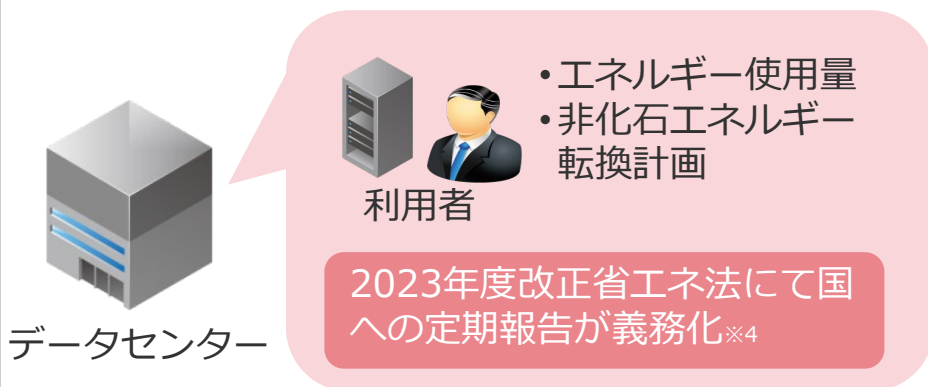 •エネルギー使用量
•非化石エネルギー
転換計画
利用者
2023年度改正省エネ法にて国
への定期報告が義務化※4
データセンター